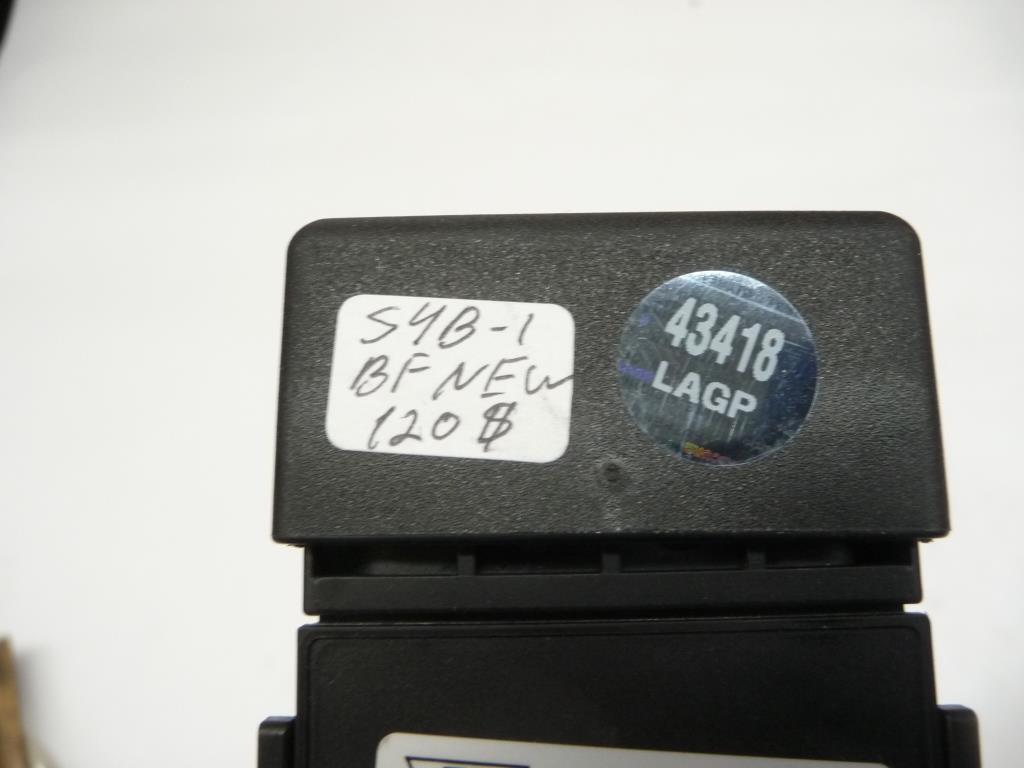 S4B-1
BF NEW
120 $
43418
LAGP